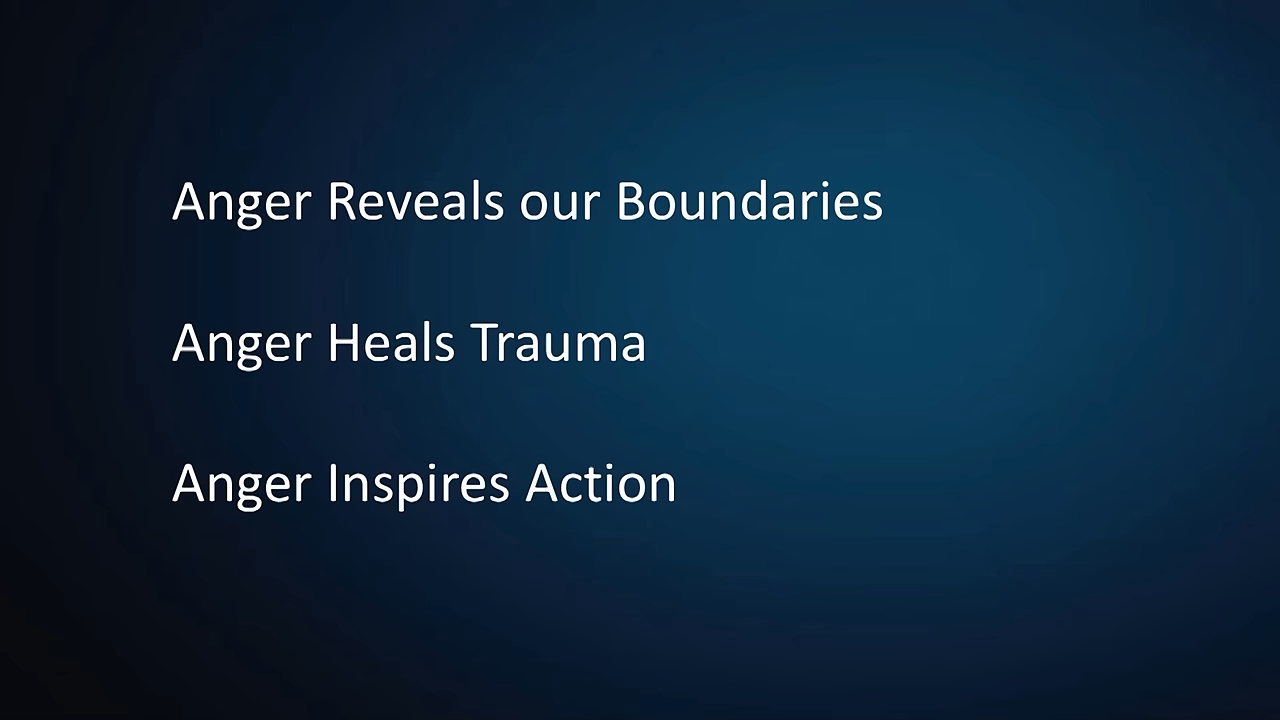 Anger Reveals our Boundaries
Anger Heals Trauma
Anger Inspires Action